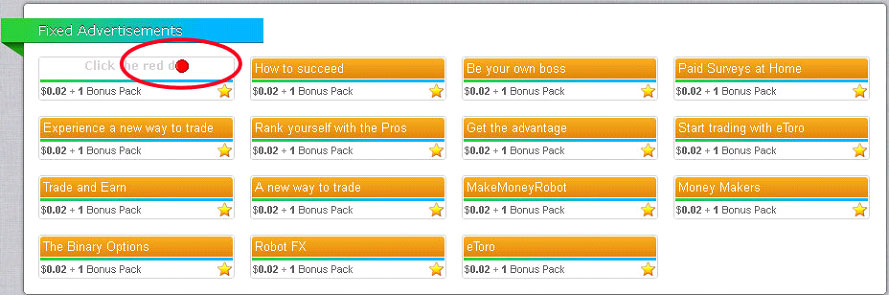 Fixed Advertisements
Click the red d
How to succeed
Be your own boss
Paid Surveys at Home
$0.02 + 1 Bonus Pack
$0.02 + 1 Bonus Pack
$0.02 + 1 Bonus Pack
$0.02 + 1 Bonus Pack
Experience a new way to trade
Rank yourself with the Pros
Get the advantage
Start trading with eToro
$0.02 + 1 Bonus Pack
$0.02 + 1 Bonus Pack
$0.02 + 1 Bonus Pack
$0.02 + 1 Bonus Pack
Trade and Earn
A new way to trade
MakeMoneyRobot
Money Makers
$0.02 + 1 Bonus Pack
$0.02 + 1 Bonus Pack
$0.02 + 1 Bonus Pack
$0.02 + 1 Bonus Pack
The Binary Options
Robot FX
eToro
$0.02 + 1 Bonus Pack
$0.02 + 1 Bonus Pack
$0.02 + 1 Bonus Pack